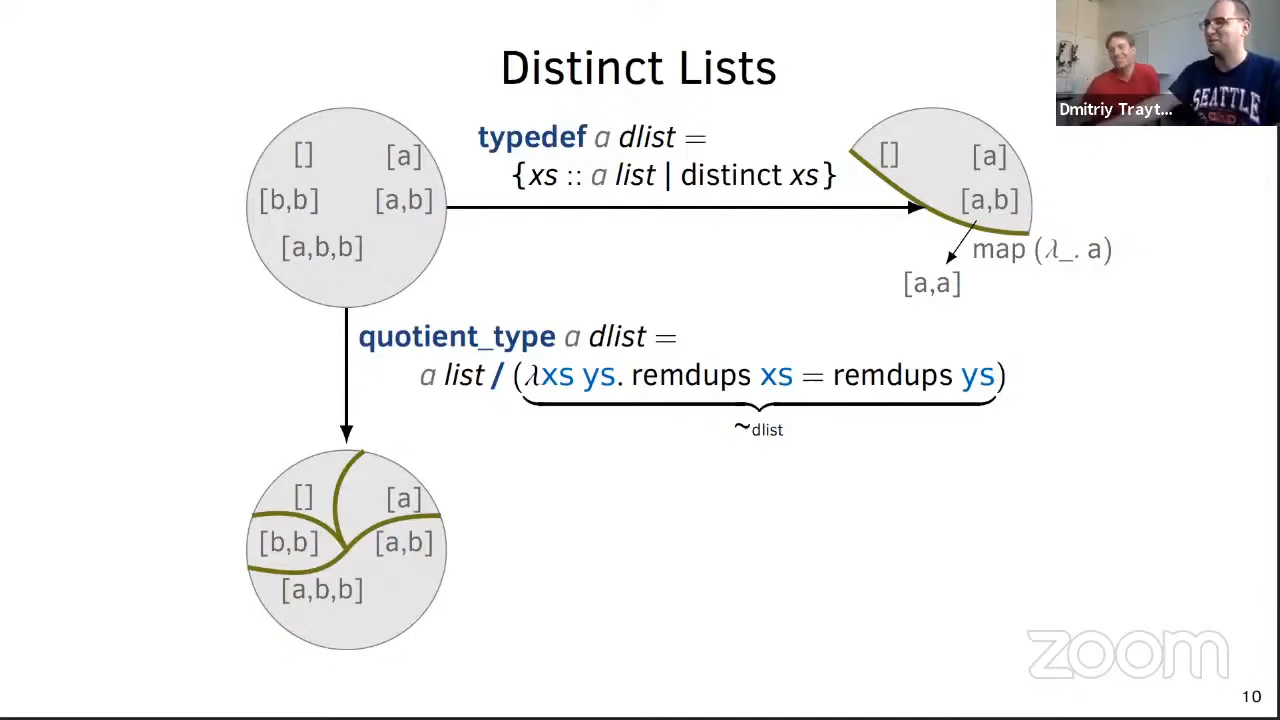 Distinct Lists
Dmitriy Trayt...
SEATTLE
[] [a]
[b,b] [a,b]
[a,b,b]
typedef a dlist =
{xs :: a list | distinct xs}
[] [a]
[a,b]
map (λ_. a)
[a,a]
quotient_type a dlist =
a list / (λxs ys. remdups xs = remdups ys)
~dlist
[] [a]
[b,b] [a,b]
[a,b,b]
zoom
10